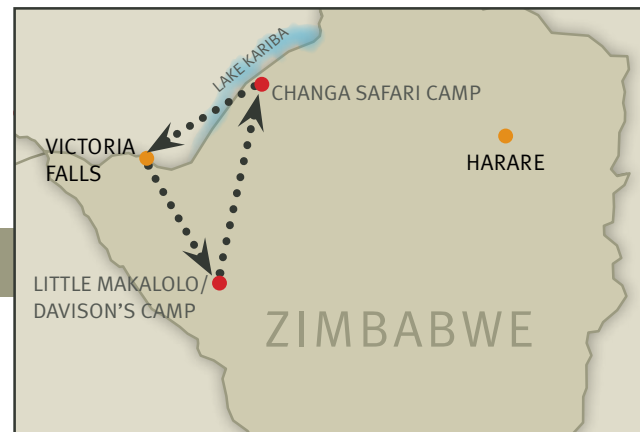 LAKE KARIBA
CHANGA SAFARI CAMP
VICTORIA
FALLS
HARARE
LITTLE MAKALOLO/
DAVISON'S CAMP
ZIMBABWE